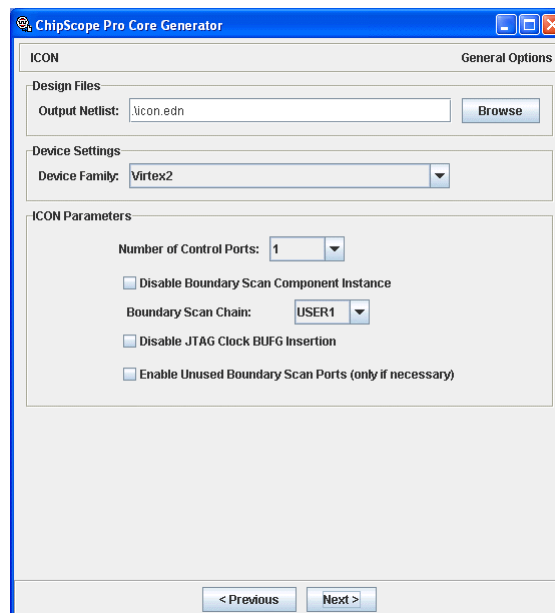 ChipScope Pro Core Generator
ICON General Options
Design Files
Output Netlist: .\icon.edn Browse
Device Settings
Device Family: Virtex2
ICON Parameters
Number of Control Ports: 1
Disable Boundary Scan Component Instance
Boundary Scan Chain: USER1
Disable JTAG Clock BUFG Insertion
Enable Unused Boundary Scan Ports (only if necessary)
< Previous Next >